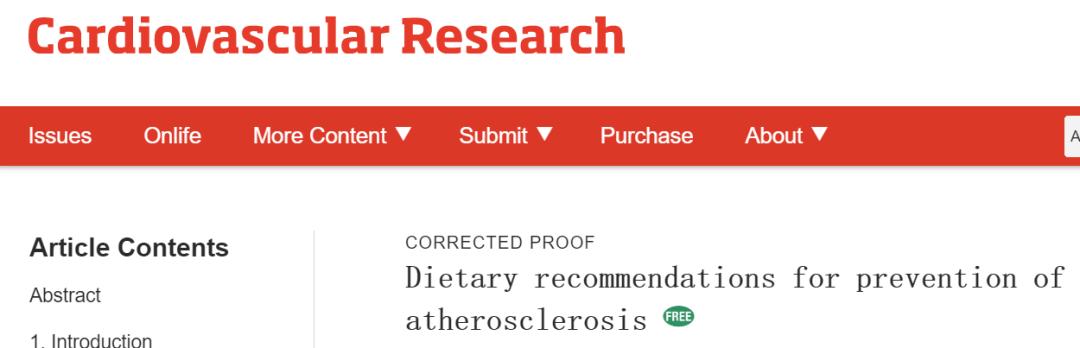 Cardiovascular Research
Issues Onlife More Content ▼ Submit ▼ Purchase About ▼ A
Article Contents
Abstract
1. Introduction
CORRECTED PROOF
Dietary recommendations for prevention of
atherosclerosis FREE